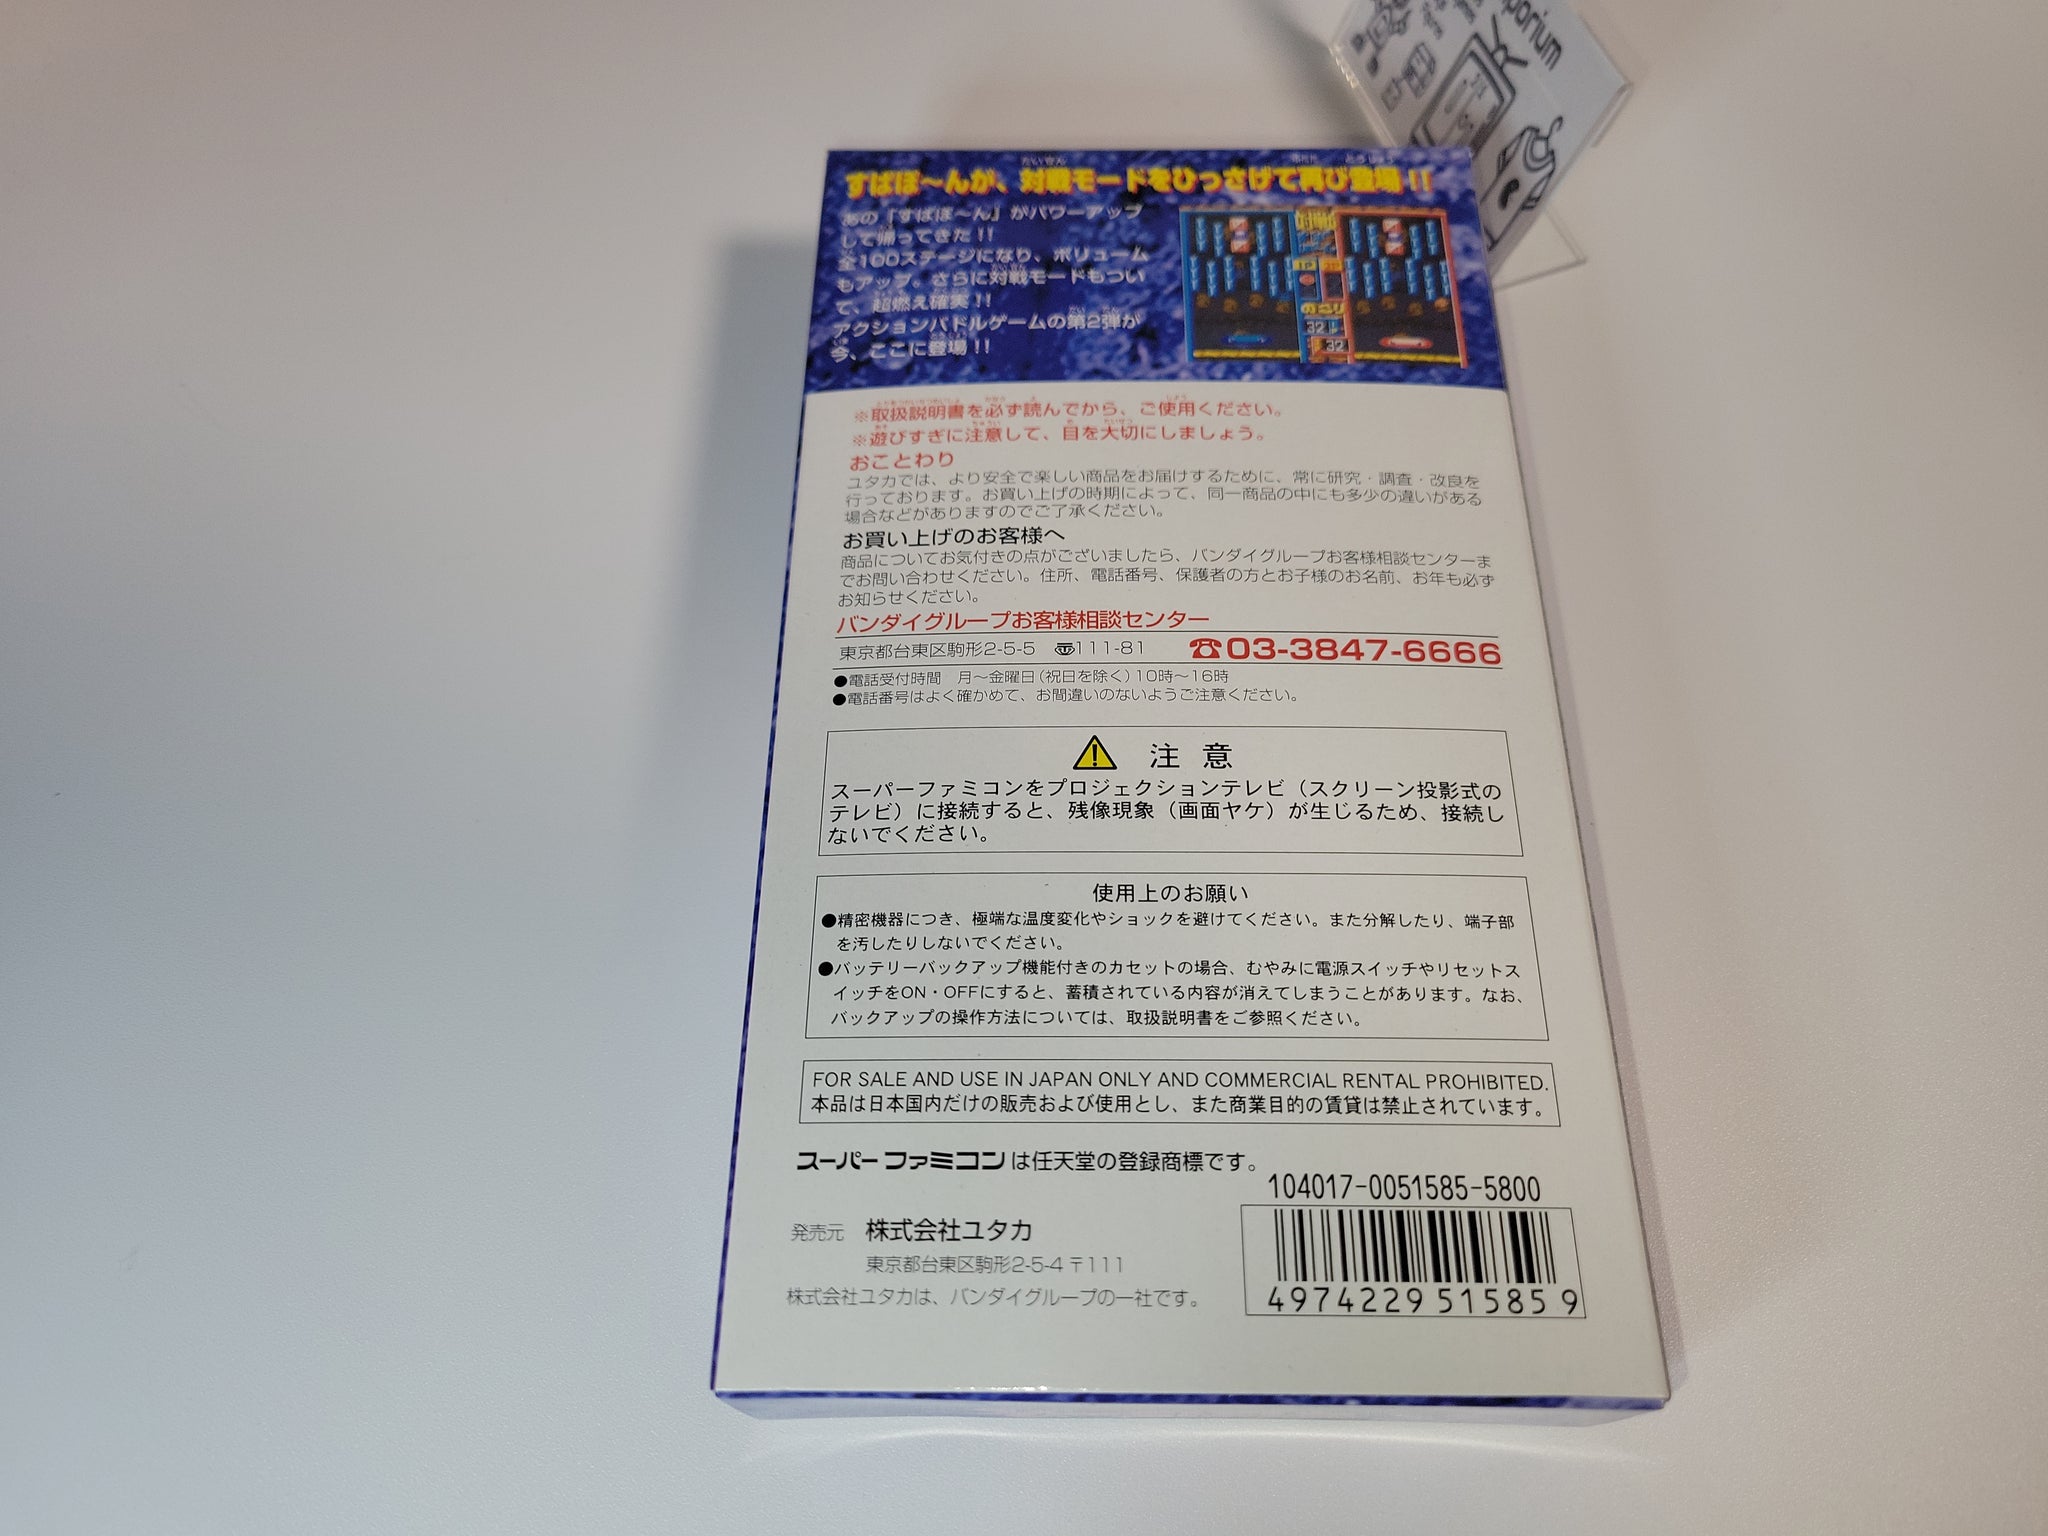 porium
すぱぽ〜んが、対戦モードをひっさげて再び登場!!
あの『すぱぽ〜ん』がパワーアップ
して帰ってきた!!
全100ステージになり、ボリューム
もアップ。さらに対戦モードもつい
て、超燃え確実!!
アクションパドルゲームの第2弾が
今、ここに登場!!
対戦
1P 2P
のこり
32
32
※取扱説明書を必ず読んでから、ご使用ください。
※遊びすぎに注意して、目を大切にしましょう。
おことわり
ユタカでは、より安全で楽しい商品をお届けするために、常に研究・調査・改良を
行っております。お買い上げの時期によって、同一商品の中にも多少の違いがある
場合などがありますのでご了承ください。
お買い上げのお客様へ
商品についてお気付きの点がございましたら、バンダイグループお客様相談センターま
でお問い合わせください。住所、電話番号、保護者の方とお子様のお名前、お年も必ず
お知らせください。
バンダイグループお客様相談センター
東京都台東区駒形2-5-5 〠111-81 ☎03-3847-6666
●電話受付時間 月〜金曜日(祝日を除く)10時〜16時
●電話番号はよく確かめて、お間違いのないようご注意ください。
⚠ 注意
スーパーファミコンをプロジェクションテレビ（スクリーン投影式の
テレビ）に接続すると、残像現象（画面ヤケ）が生じるため、接続し
ないでください。
使用上のお願い
●精密機器につき、極端な温度変化やショックを避けてください。また分解したり、端子部
を汚したりしないでください。
●バッテリーバックアップ機能付きのカセットの場合、むやみに電源スイッチやリセットス
イッチをON・OFFにすると、蓄積されている内容が消えてしまうことがあります。なお、
バックアップの操作方法については、取扱説明書をご参照ください。
FOR SALE AND USE IN JAPAN ONLY AND COMMERCIAL RENTAL PROHIBITED.
本品は日本国内だけの販売および使用とし、また商業目的の賃貸は禁止されています。
スーパーファミコンは任天堂の登録商標です。
104017-0051585-5800
発売元 株式会社ユタカ
東京都台東区駒形2-5-4 〒111
株式会社ユタカは、バンダイグループの一社です。
4974229515859